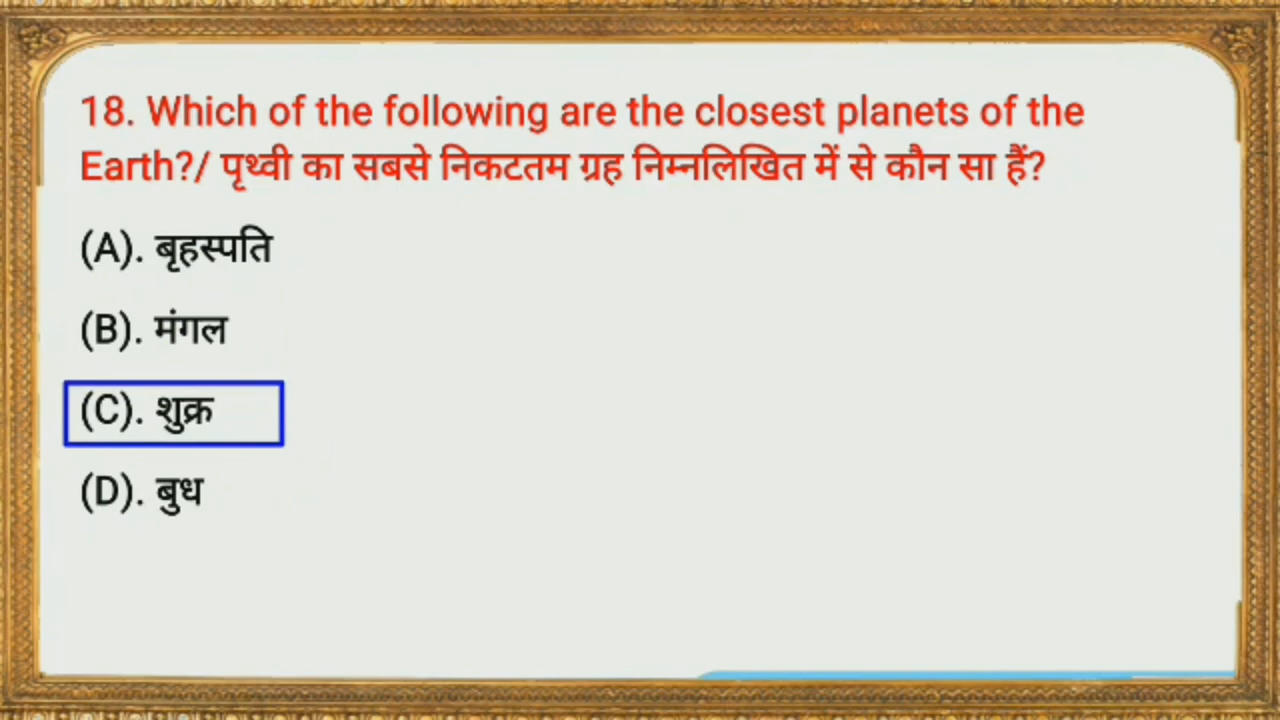 18. Which of the following are the closest planets of the
Earth?/ पृथ्वी का सबसे निकटतम ग्रह निम्नलिखित में से कौन सा हैं?
(A). बृहस्पति
(B). मंगल
(C). शुक्र
(D). बुध